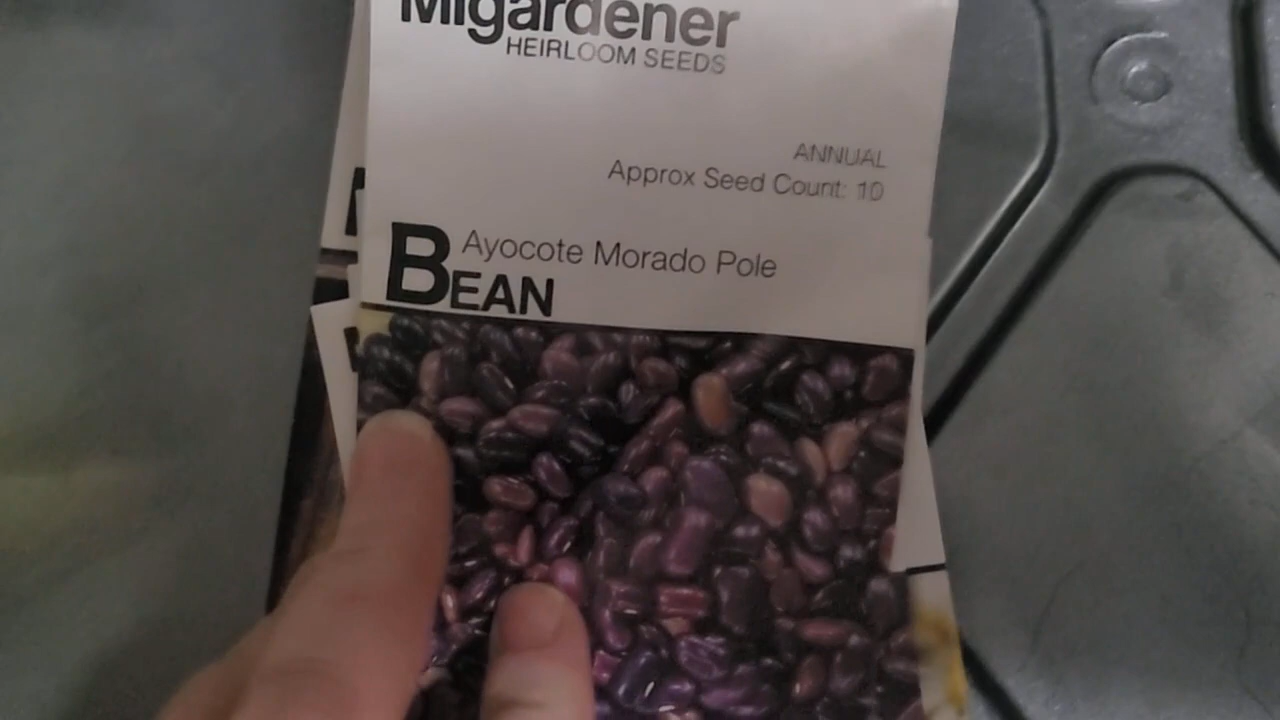 Migardener
HEIRLOOM SEEDS
ANNUAL
Approx Seed Count: 10
Ayocote Morado Pole
BEAN